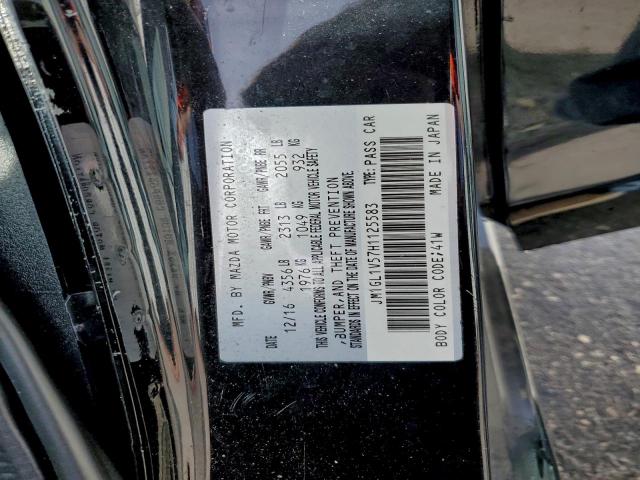 MFD. BY MAZDA MOTOR CORPORATION
DATE GVWR/PNBV GAWR/PNBE FRT GAWR/PNBE RR
12/16 4356 LB 2313 LB 2055 LB
1976 KG 1049 KG 932 KG
THIS VEHICLE CONFORMS TO ALL APPLICABLE FEDERAL MOTOR VEHICLE SAFETY
,BUMPER,AND THEFT PREVENTION
STANDARDS IN EFFECT ON THE DATE OF MANUFACTURE SHOWN ABOVE.
JM1GL1V57H1125583 TYPE: PASS CAR
BODY COLOR CODE:41W MADE IN JAPAN